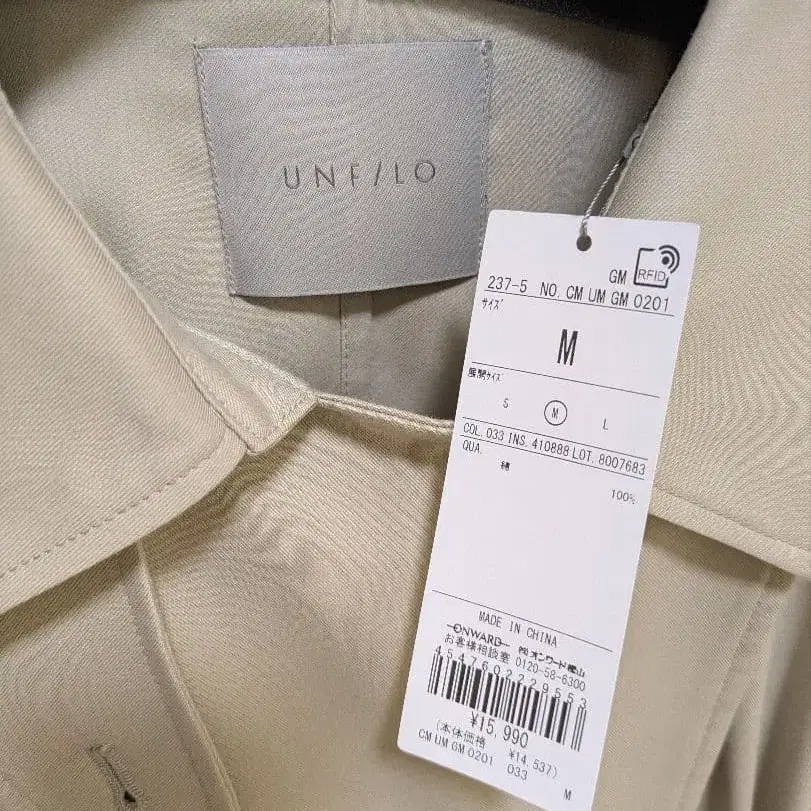 UNF/LO
GM RFID
237-5 NO. CM UM GM 0201
サイズ
M
展開サイズ
S M L
COL. 033 INS. 410888 LOT. 8007683
QUA.
綿 100%
MADE IN CHINA
ONWARD ㈱オンワード樫山
お客様相談室 0120-58-6300
4547602229553
¥15,990
(本体価格 ¥14,537)
CM UM GM 0201 033 M